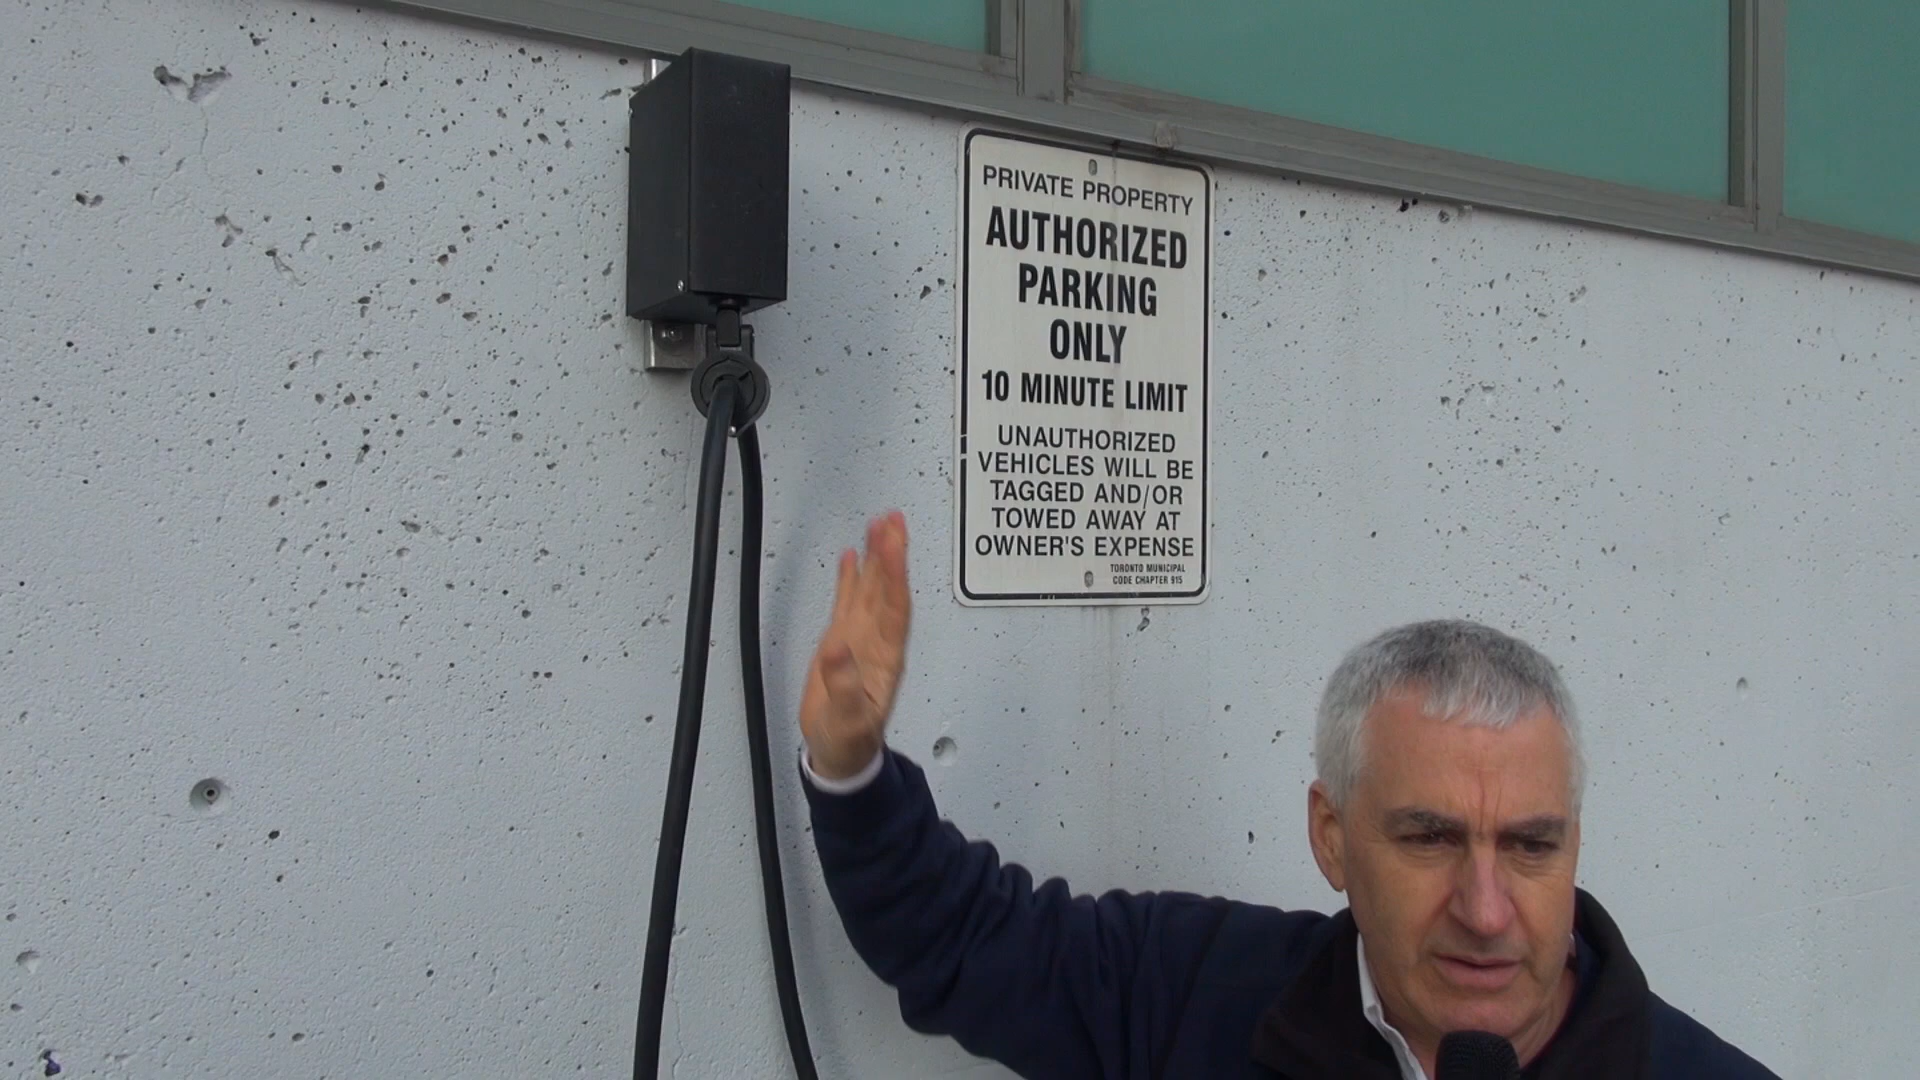 PRIVATE PROPERTY
AUTHORIZED
PARKING
ONLY
10 MINUTE LIMIT
UNAUTHORIZED
VEHICLES WILL BE
TAGGED AND/OR
TOWED AWAY AT
OWNER'S EXPENSE
TORONTO MUNICIPAL
CODE CHAPTER 915